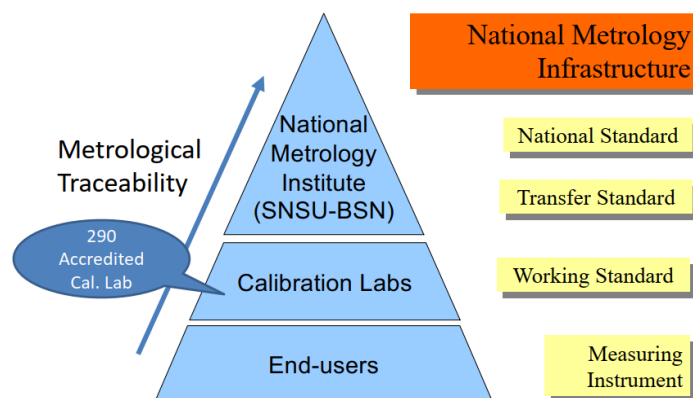 National Metrology
Infrastructure
National
Metrology
Institute
(SNSU-BSN)
National Standard
Metrological
Traceability
Transfer Standard
290
Accredited
Cal. Lab
Calibration Labs
Working Standard
End-users
Measuring
Instrument